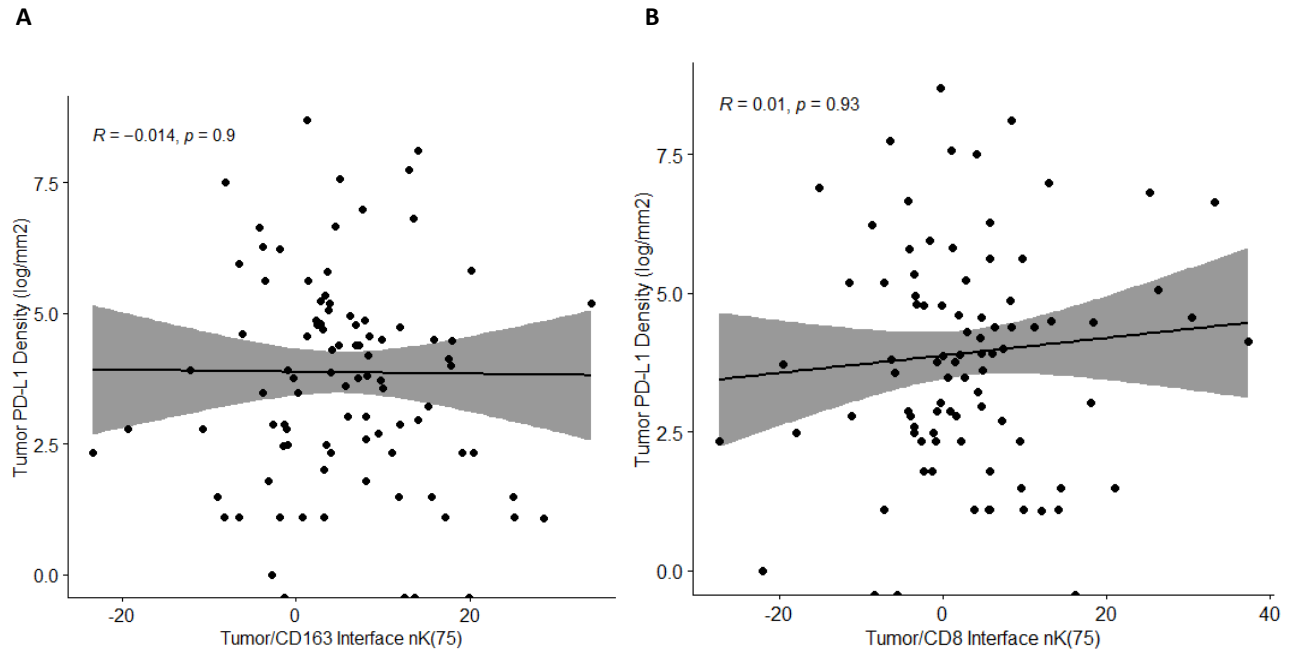 A
B
R = −0.014, p = 0.9
R = 0.01, p = 0.93
Tumor PD-L1 Density (log/mm2)
7.5
5.0
2.5
0.0
-20
0
20
Tumor/CD163 Interface nK(75)
Tumor PD-L1 Density (log/mm2)
7.5
5.0
2.5
0.0
-20
0
20
40
Tumor/CD8 Interface nK(75)